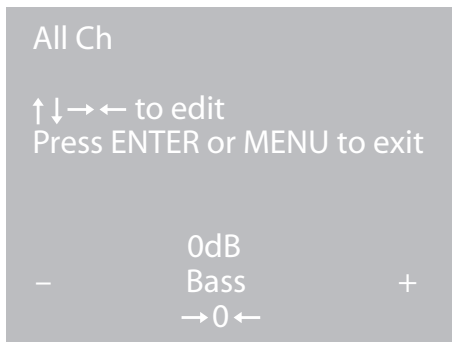 All Ch
↑↓→← to edit
Press ENTER or MENU to exit
0dB
– Bass +
→0←